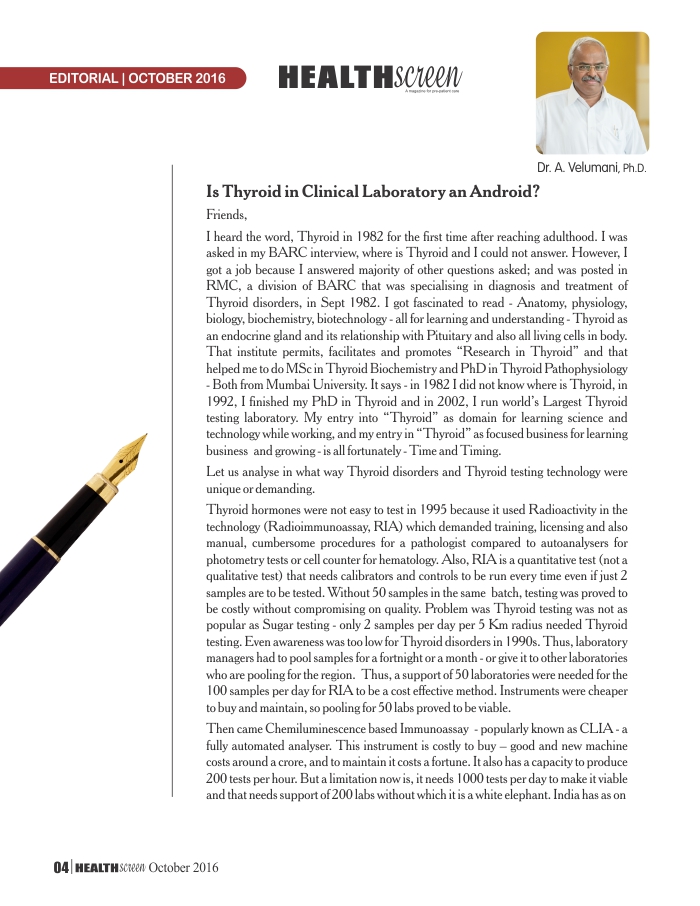 EDITORIAL | OCTOBER 2016
HEALTHscreen
A magazine for pre-patient care
Dr. A. Velumani, Ph.D.
Is Thyroid in Clinical Laboratory an Android?
Friends,
I heard the word, Thyroid in 1982 for the first time after reaching adulthood. I was
asked in my BARC interview, where is Thyroid and I could not answer. However, I
got a job because I answered majority of other questions asked; and was posted in
RMC, a division of BARC that was specialising in diagnosis and treatment of
Thyroid disorders, in Sept 1982. I got fascinated to read - Anatomy, physiology,
biology, biochemistry, biotechnology - all for learning and understanding - Thyroid as
an endocrine gland and its relationship with Pituitary and also all living cells in body.
That institute permits, facilitates and promotes “Research in Thyroid” and that
helped me to do MSc in Thyroid Biochemistry and PhD in Thyroid Pathophysiology
- Both from Mumbai University. It says - in 1982 I did not know where is Thyroid, in
1992, I finished my PhD in Thyroid and in 2002, I run world’s Largest Thyroid
testing laboratory. My entry into “Thyroid” as domain for learning science and
technology while working, and my entry in “Thyroid” as focused business for learning
business and growing - is all fortunately - Time and Timing.
Let us analyse in what way Thyroid disorders and Thyroid testing technology were
unique or demanding.
Thyroid hormones were not easy to test in 1995 because it used Radioactivity in the
technology (Radioimmunoassay, RIA) which demanded training, licensing and also
manual, cumbersome procedures for a pathologist compared to autoanalysers for
photometry tests or cell counter for hematology. Also, RIA is a quantitative test (not a
qualitative test) that needs calibrators and controls to be run every time even if just 2
samples are to be tested. Without 50 samples in the same batch, testing was proved to
be costly without compromising on quality. Problem was Thyroid testing was not as
popular as Sugar testing - only 2 samples per day per 5 Km radius needed Thyroid
testing. Even awareness was too low for Thyroid disorders in 1990s. Thus, laboratory
managers had to pool samples for a fortnight or a month - or give it to other laboratories
who are pooling for the region. Thus, a support of 50 laboratories were needed for the
100 samples per day for RIA to be a cost effective method. Instruments were cheaper
to buy and maintain, so pooling for 50 labs proved to be viable.
Then came Chemiluminescence based Immunoassay - popularly known as CLIA - a
fully automated analyser. This instrument is costly to buy – good and new machine
costs around a crore, and to maintain it costs a fortune. It also has a capacity to produce
200 tests per hour. But a limitation now is, it needs 1000 tests per day to make it viable
and that needs support of 200 labs without which it is a white elephant. India has as on
04 | HEALTHscreen October 2016